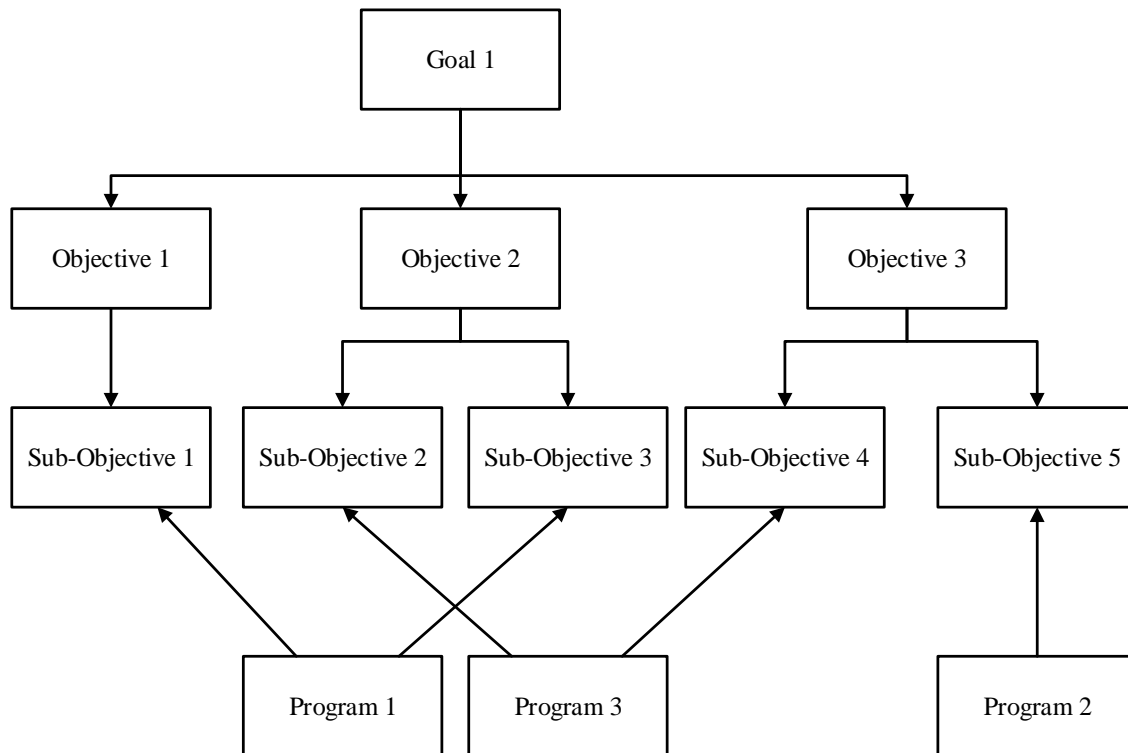 Goal 1
Objective 1
Objective 2
Objective 3
Sub-Objective 1
Sub-Objective 2
Sub-Objective 3
Sub-Objective 4
Sub-Objective 5
Program 1
Program 3
Program 2